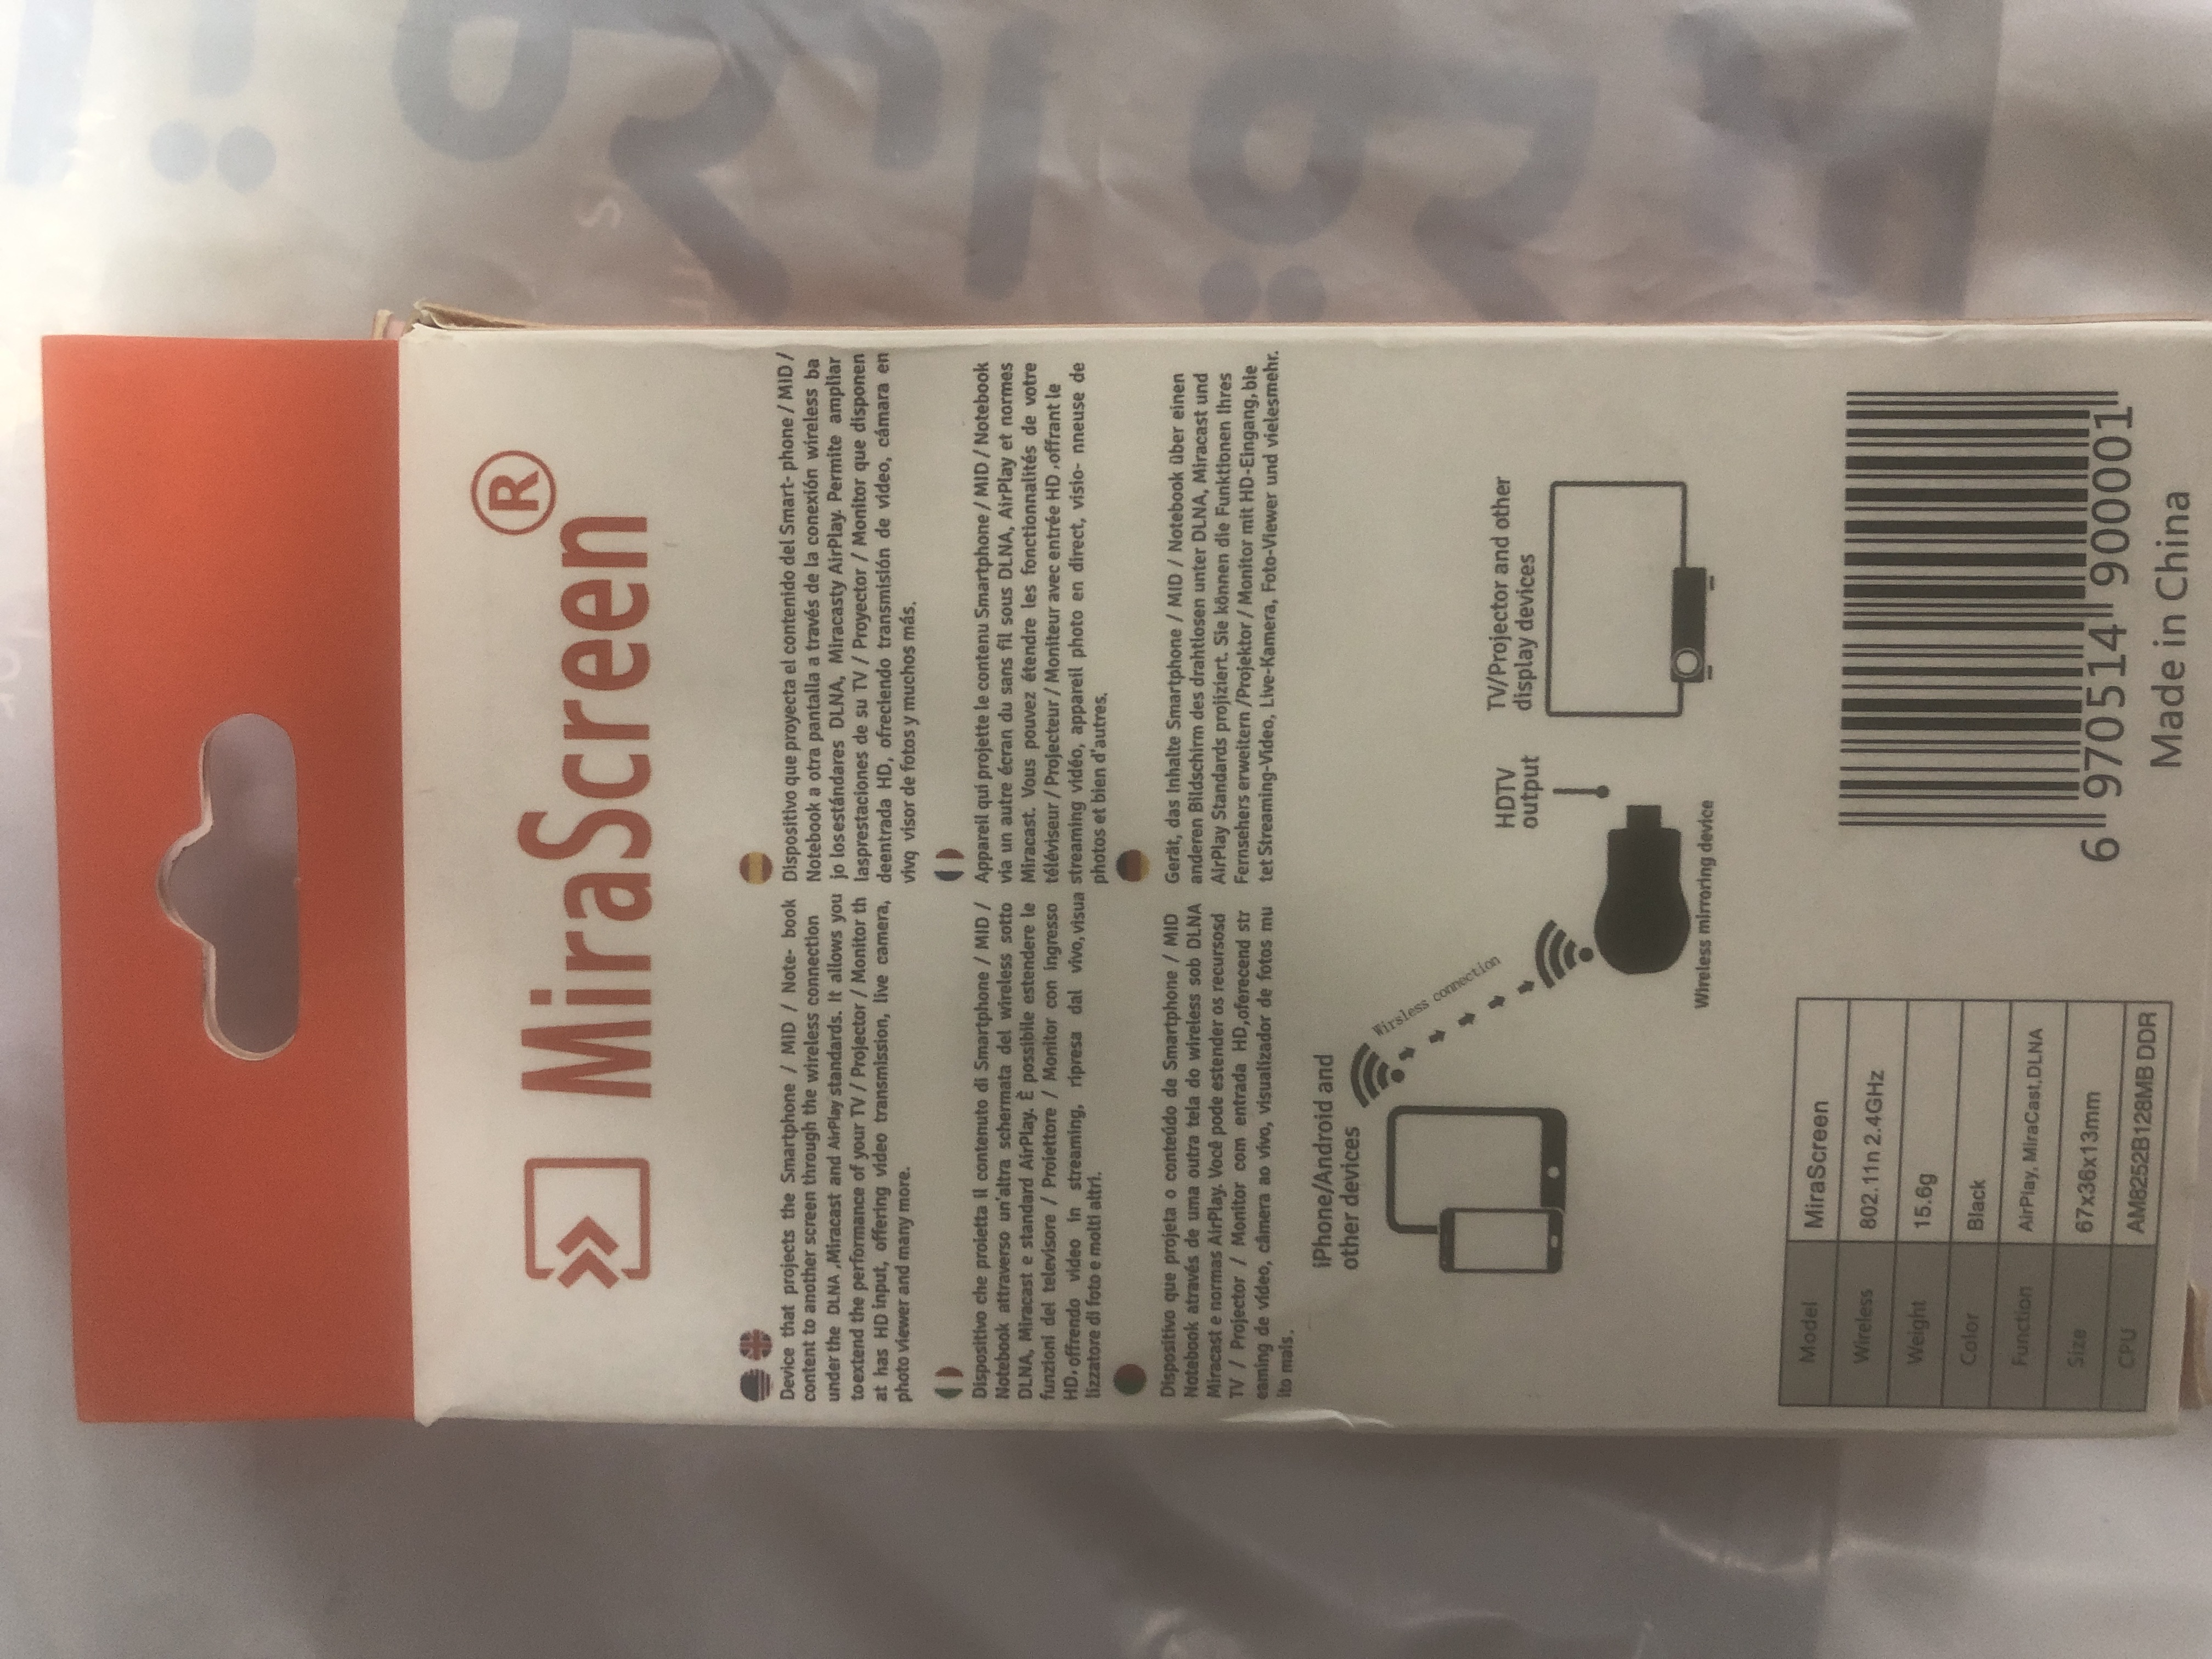 MiraScreen®
Device that projects the Smartphone / MID / Note- book
content to another screen through the wireless connection
under the DLNA ,Miracast and AirPlay standards. It allows you
toextend the performance of your TV / Projector / Monitor th
at has HD input, offering video transmission, live camera,
photo viewer and many more.
Dispositivo que proyecta el contenido del Smart- phone / MID /
Notebook a otra pantalla a través de la conexión wireless ba
jo losestándares DLNA, Miracasty AirPlay. Permite ampliar
lasprestaciones de su TV / Proyector / Monitor que disponen
deentrada HD, ofreciendo transmisión de vídeo, cámara en
vivq visor de fotos y muchos más.
Dispositivo che proietta il contenuto di Smartphone / MID /
Notebook attraverso un'altra schermata del wireless sotto
DLNA, Miracast e standard AirPlay. È possibile estendere le
funzioni del televisore / Proiettore / Monitor con ingresso
HD, offrendo video in streaming, ripresa dal vivo,visua
lizzatore di foto e molti altri.
Appareil qui projette le contenu Smartphone / MID / Notebook
via un autre écran du sans fil sous DLNA, AirPlay et normes
Miracast. Vous pouvez étendre les fonctionnalités de votre
téléviseur / Projecteur / Moniteur avec entrée HD ,offrant le
streaming vidéo, appareil photo en direct, visio- nneuse de
photos et bien d'autres.
Dispositivo que projeta o conteúdo de Smartphone / MID
Notebook através de uma outra tela do wireless sob DLNA
Miracast e normas AirPlay. Você pode estender os recursosd
TV / Projector / Monitor com entrada HD,oferecend str
eaming de vídeo, câmera ao vivo, visualizador de fotos mu
ito mais.
Gerät, das Inhalte Smartphone / MID / Notebook über einen
anderen Bildschirm des drahtlosen unter DLNA, Miracast und
AirPlay Standards projiziert. Sie können die Funktionen Ihres
Fernsehers erweitern /Projektor / Monitor mit HD-Eingang,ble
tet Streaming-Video, Live-Kamera, Foto-Viewer und vielesmehr.
iPhone/Android and
other devices
Wirsless connection
HDTV
output
TV/Projector and other
display devices
Wireless mirroring device
Model MiraScreen
Wireless 802.11n 2.4GHz
Weight 15.6g
Color Black
Function AirPlay, MiraCast,DLNA
Size 67x36x13mm
CPU AM8252B128MB DDR
6 970514 900001
Made in China